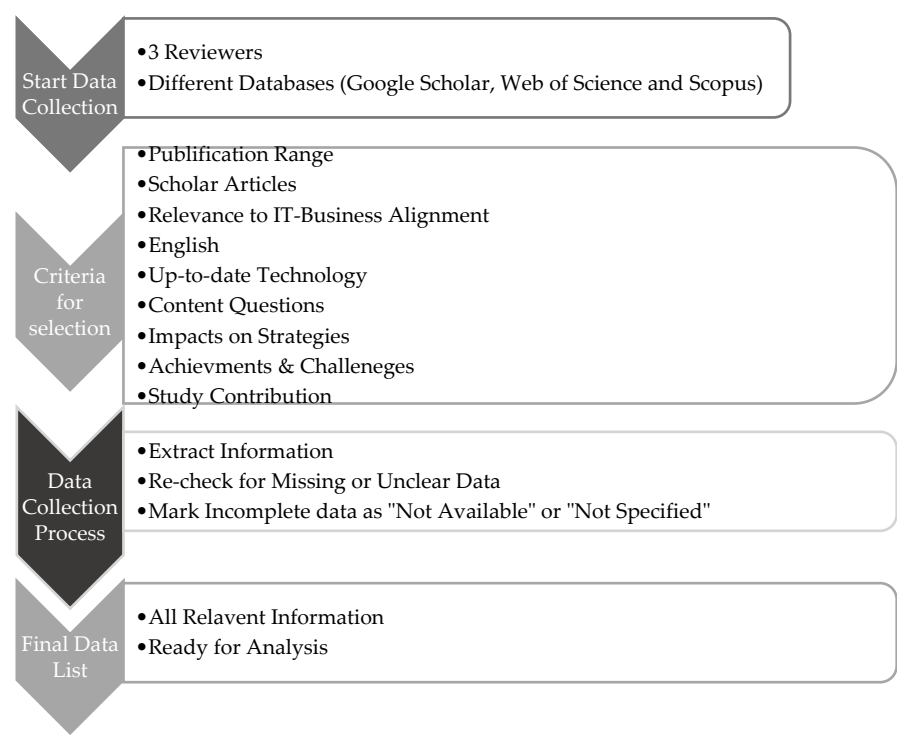 Start Data
Collection
•3 Reviewers
•Different Databases (Google Scholar, Web of Science and Scopus)
Criteria
for
selection
•Publification Range
•Scholar Articles
•Relevance to IT-Business Alignment
•English
•Up-to-date Technology
•Content Questions
•Impacts on Strategies
•Achievments & Challeneges
•Study Contribution
Data
Collection
Process
•Extract Information
•Re-check for Missing or Unclear Data
•Mark Incomplete data as "Not Available" or "Not Specified"
Final Data
List
•All Relavent Information
•Ready for Analysis